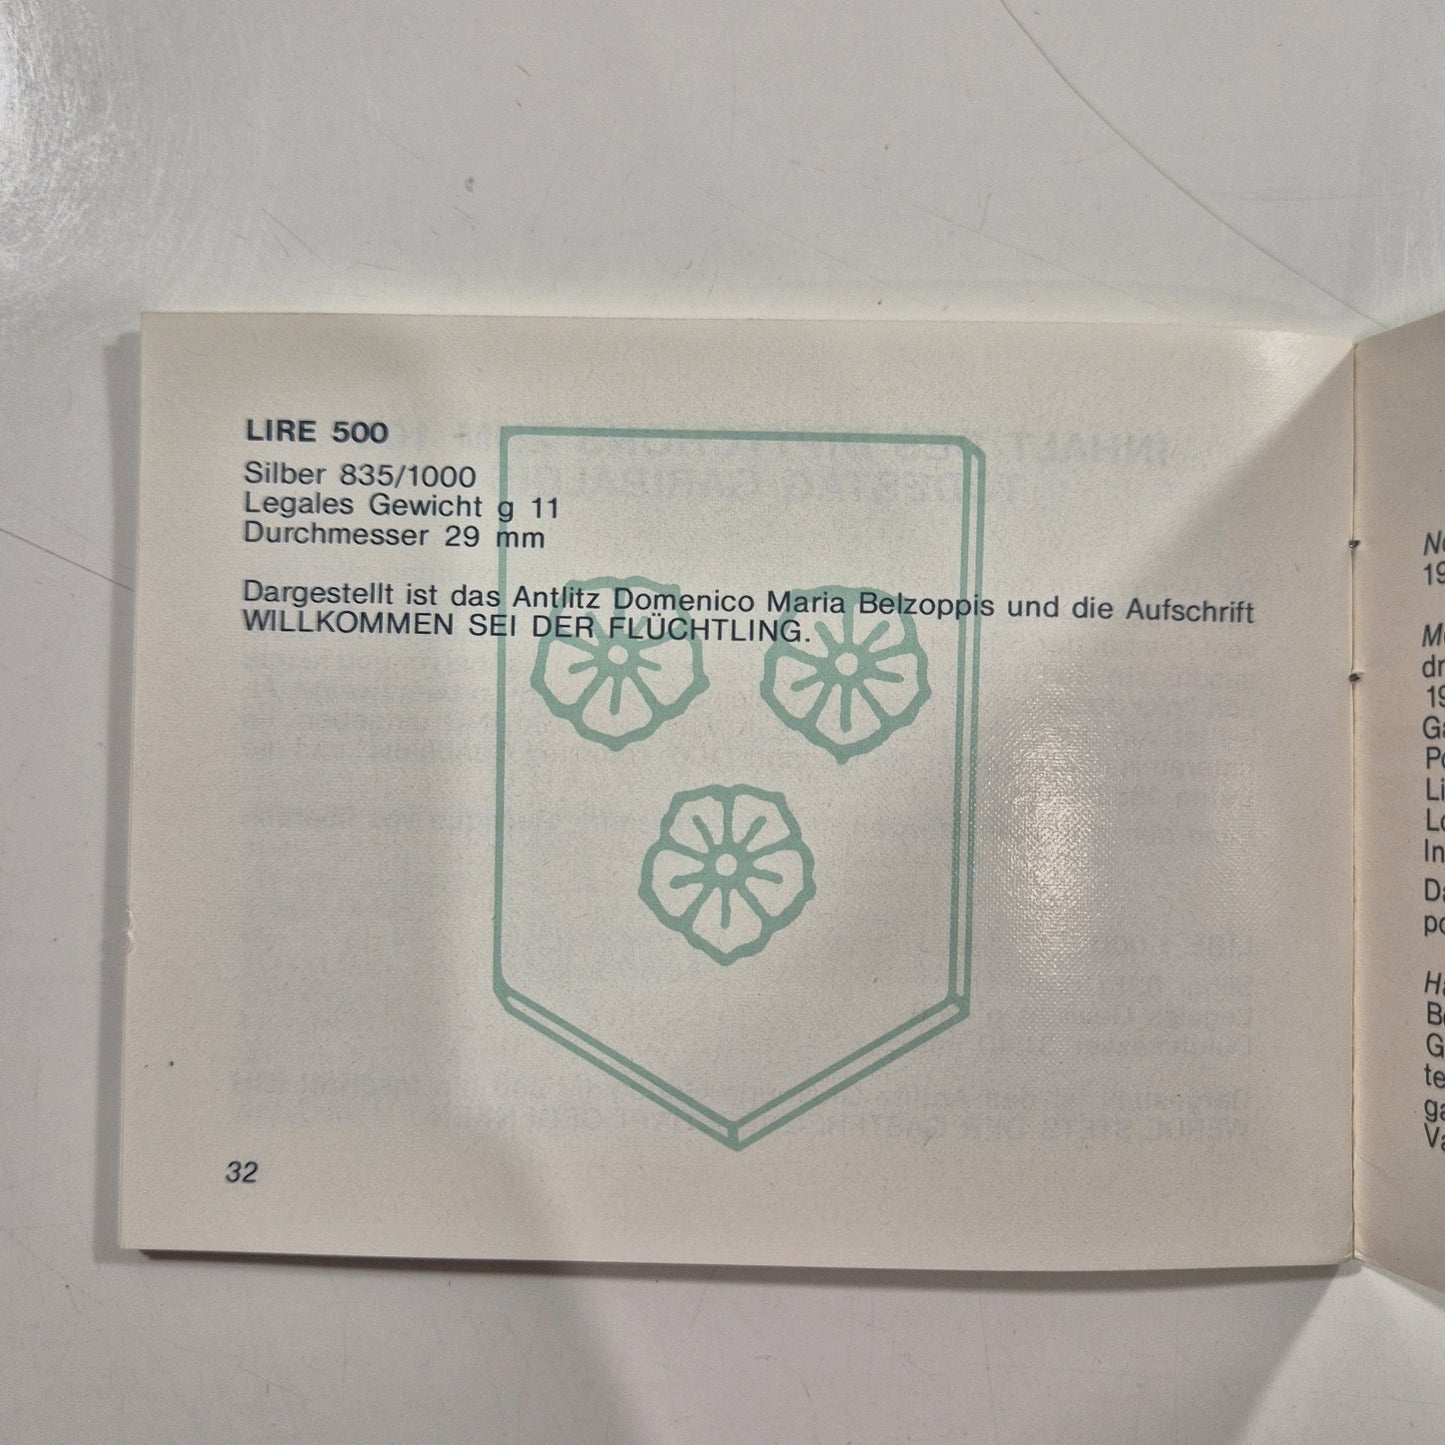 LIRE 500
Silber 835/1000
Legales Gewicht g 11
Durchmesser 29 mm
Dargestellt ist das Antlitz Domenico Maria Belzoppis und die Aufschrift
WILLKOMMEN SEI DER FLÜCHTLING.
32